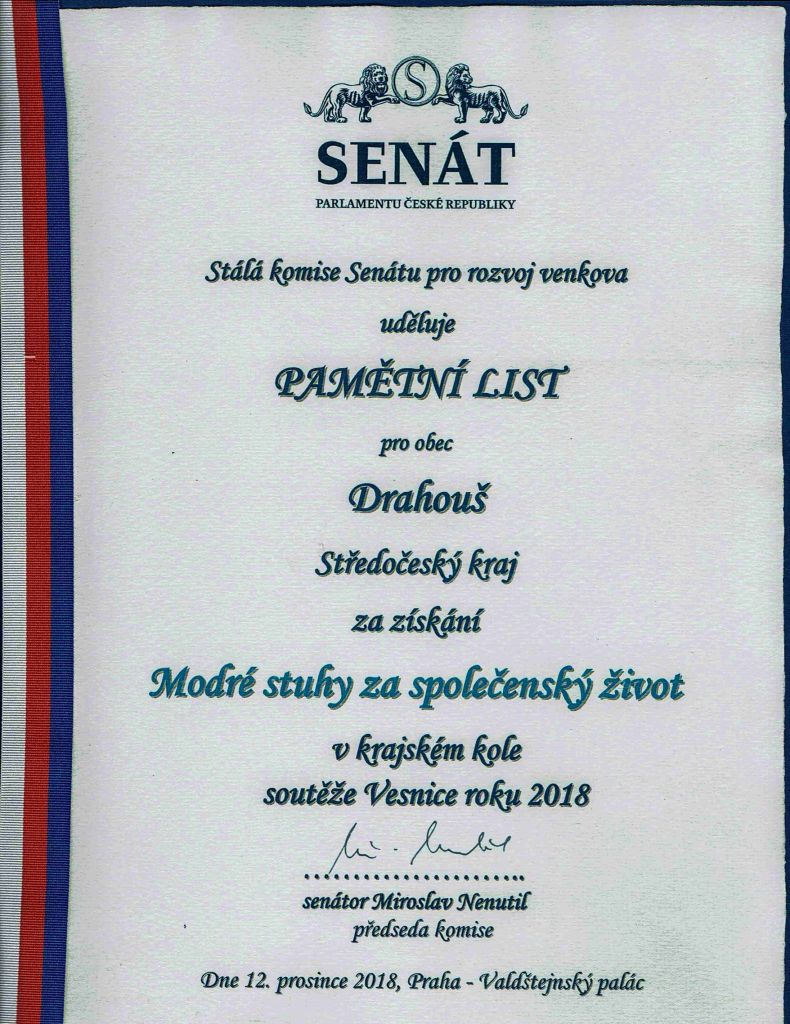 S
SENÁT
PARLAMENTU ČESKÉ REPUBLIKY
Stálá komise Senátu pro rozvoj venkova
uděluje
PAMĚTNÍ LIST
pro obec
Drahouš
Středočeský kraj
za získání
Modré stuhy za společenský život
v krajském kole
soutěže Vesnice roku 2018
senátor Miroslav Nenutil
předseda komise
Dne 12. prosince 2018, Praha - Valdštejnský palác